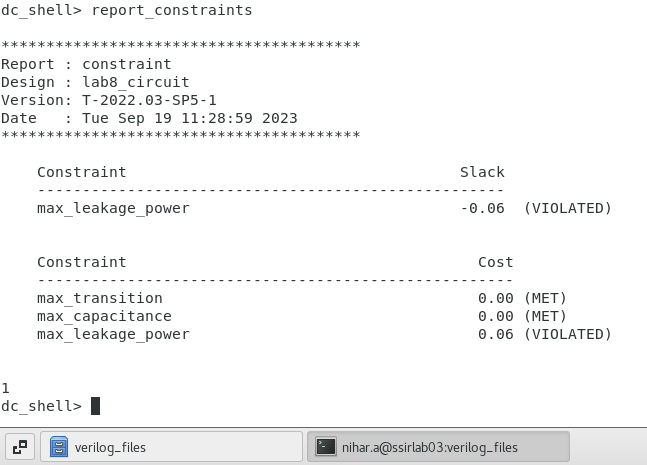 dc_shell> report_constraints
****************************************
Report : constraint
Design : lab8_circuit
Version: T-2022.03-SP5-1
Date   : Tue Sep 19 11:28:59 2023
****************************************
Constraint                                     Slack
----------------------------------------------------
max_leakage_power                              -0.06  (VIOLATED)
Constraint                                       Cost
-----------------------------------------------------
max_transition                                   0.00 (MET)
max_capacitance                                  0.00 (MET)
max_leakage_power                                0.06 (VIOLATED)
1
dc_shell>
verilog_files
nihar.a@ssirlab03:verilog_files